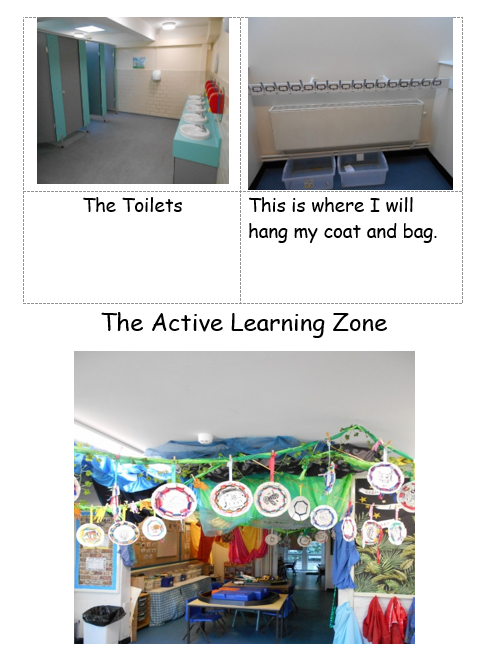 The Toilets
This is where I will
hang my coat and bag.
The Active Learning Zone